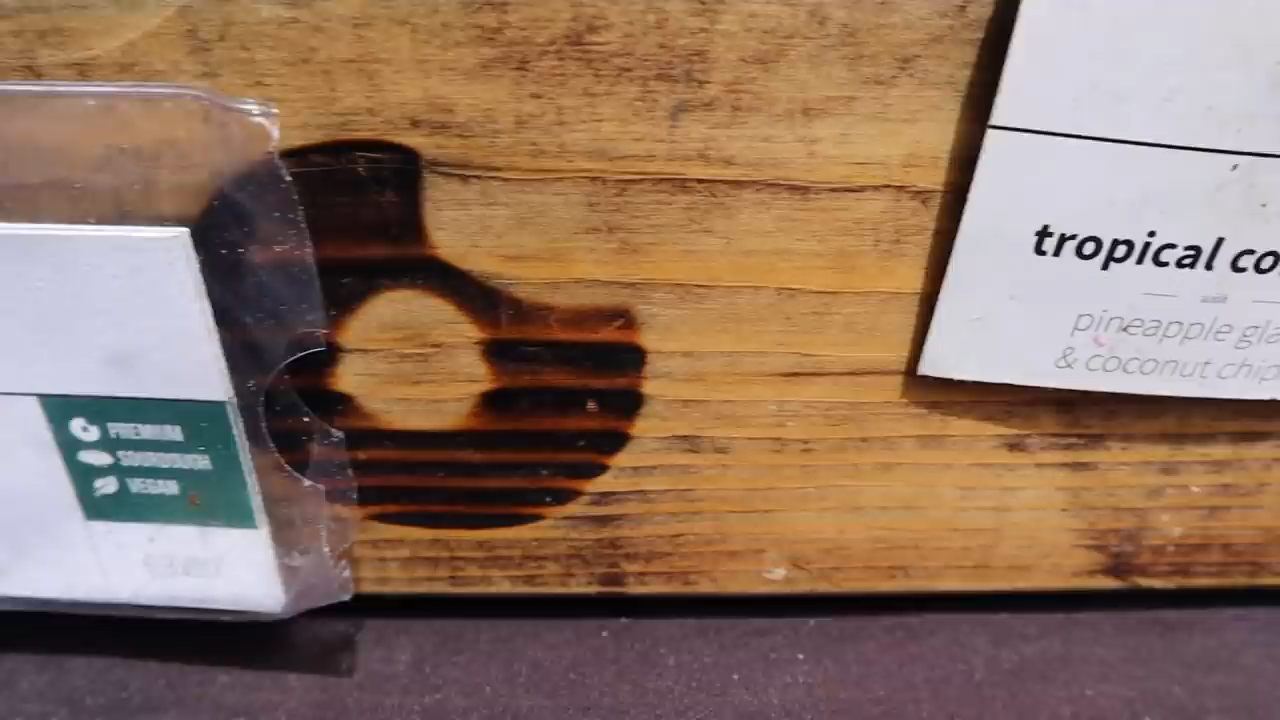 PREMIUM
SOURDOUGH
VEGAN
tropical co
pineapple gla
& coconut chip